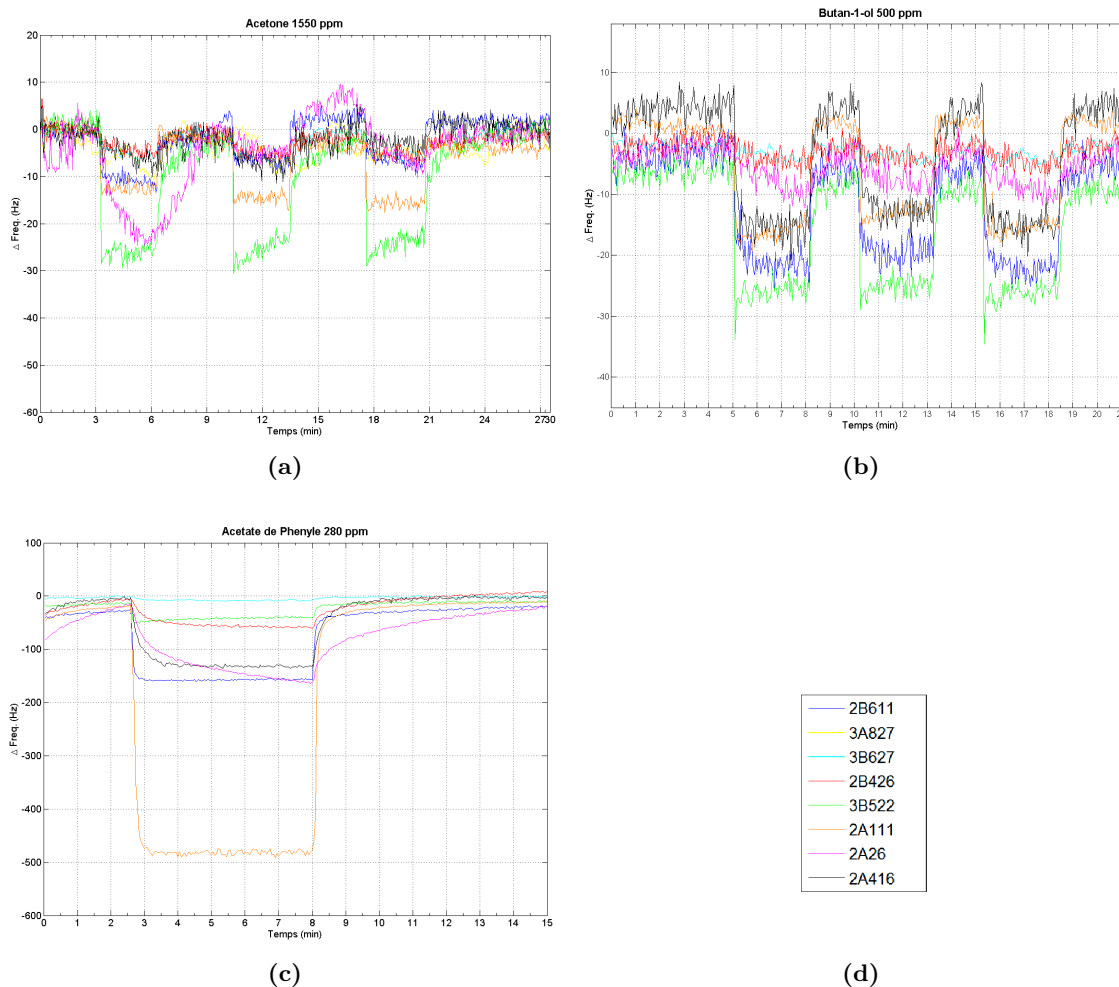 Acetone 1550 ppm
20
10
0
-10
-20
-30
-40
-50
-60
Δ Freq. (Hz)
0 3 6 9 12 15 18 21 24 27 30
Temps (min)
(a)
Butan-1-ol 500 ppm
10
0
-10
-20
-30
-40
Δ Freq. (Hz)
0 1 2 3 4 5 6 7 8 9 10 11 12 13 14 15 16 17 18 19 20 2
Temps (min)
(b)
Acetate de Phenyle 280 ppm
100
0
-100
-200
-300
-400
-500
-600
Δ Freq. (Hz)
0 1 2 3 4 5 6 7 8 9 10 11 12 13 14 15
Temps (min)
(c)
2B611
3A827
3B627
2B426
3B522
2A111
2A26
2A416
(d)